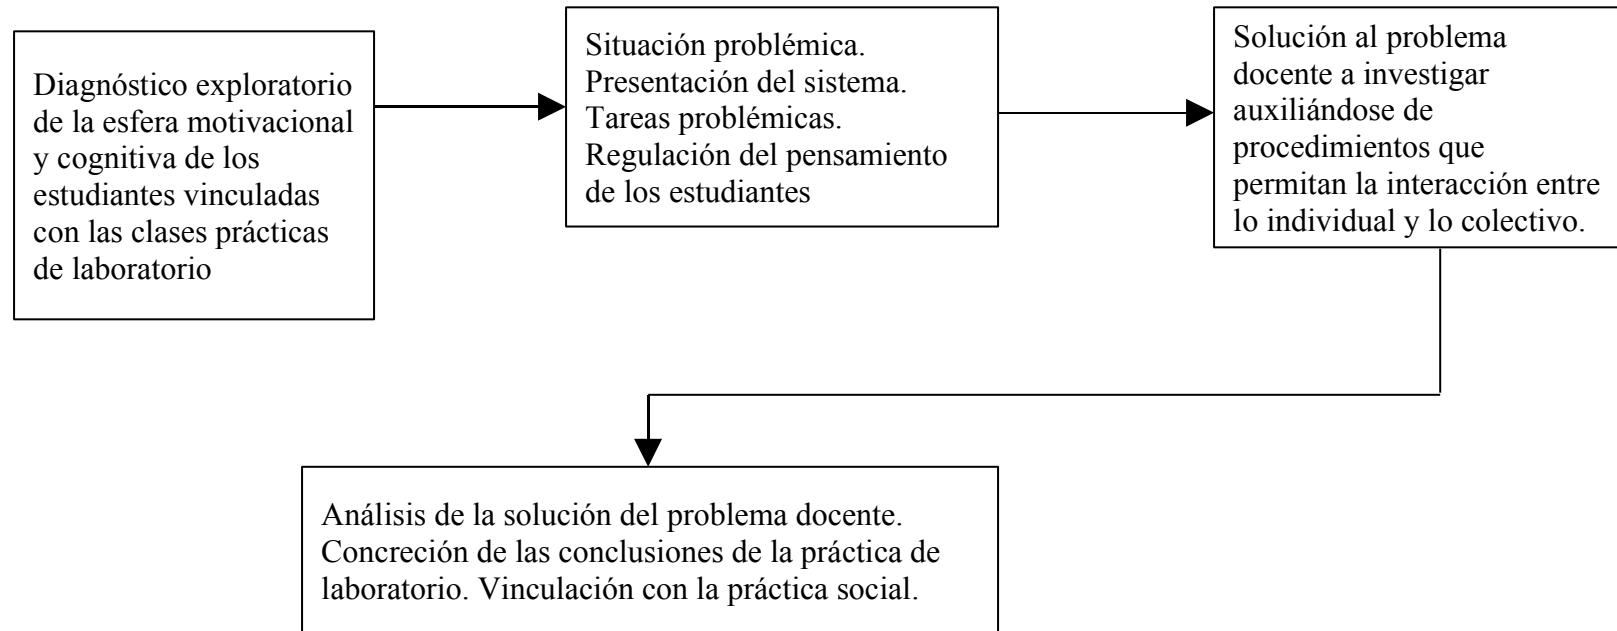 Diagnóstico exploratorio
de la esfera motivacional
y cognitiva de los
estudiantes vinculadas
con las clases prácticas
de laboratorio
Situación problémica.
Presentación del sistema.
Tareas problémicas.
Regulación del pensamiento
de los estudiantes
Solución al problema
docente a investigar
auxiliándose de
procedimientos que
permitan la interacción entre
lo individual y lo colectivo.
Análisis de la solución del problema docente.
Concreción de las conclusiones de la práctica de
laboratorio. Vinculación con la práctica social.